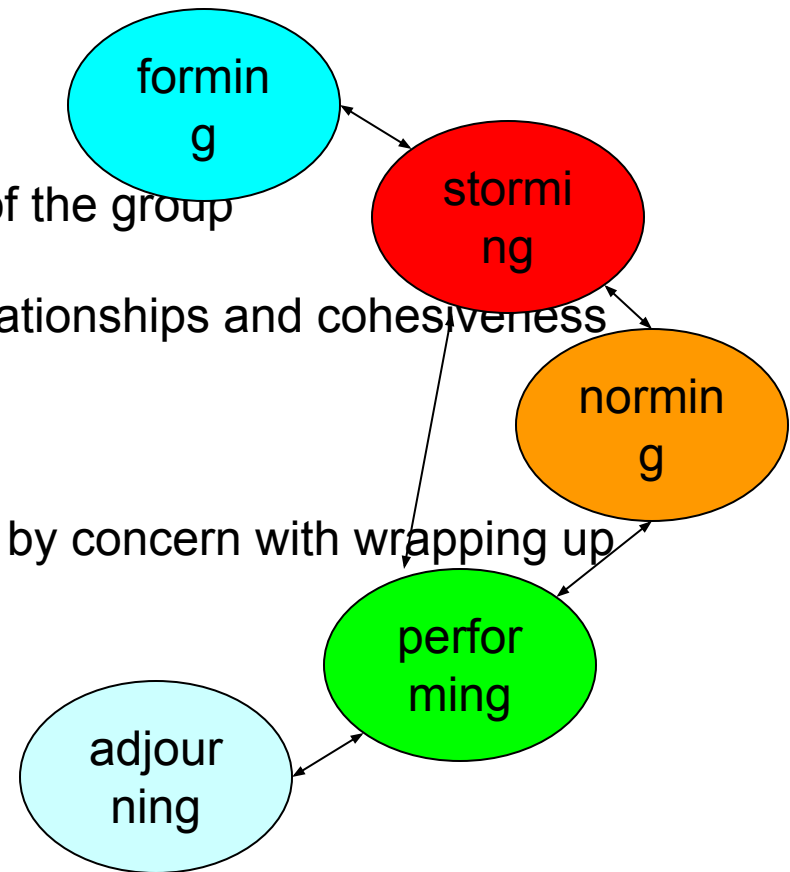 formin
g
stormi
ng
of the group
ationships and cohesiveness
normin
g
by concern with wrapping up
perfor
ming
adjour
ning